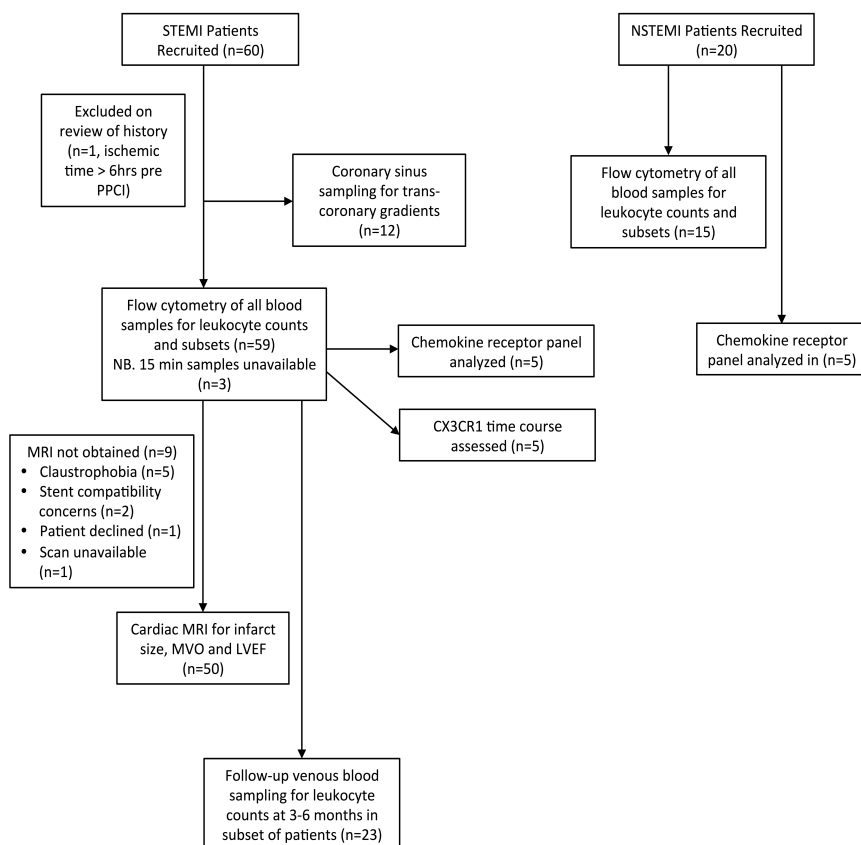 STEMI Patients
Recruited (n=60)
NSTEMI Patients Recruited
(n=20)
Excluded on
review of history
(n=1, ischemic
time > 6hrs pre
PPCI)
Coronary sinus
sampling for trans-
coronary gradients
(n=12)
Flow cytometry of all
blood samples for
leukocyte counts and
subsets (n=15)
Flow cytometry of all blood
samples for leukocyte counts
and subsets (n=59)
NB. 15 min samples unavailable
(n=3)
Chemokine receptor panel
analyzed (n=5)
Chemokine receptor
panel analyzed in (n=5)
CX3CR1 time course
assessed (n=5)
MRI not obtained (n=9)
• Claustrophobia (n=5)
• Stent compatibility
concerns (n=2)
• Patient declined (n=1)
• Scan unavailable
(n=1)
Cardiac MRI for infarct
size, MVO and LVEF
(n=50)
Follow-up venous blood
sampling for leukocyte
counts at 3-6 months in
subset of patients (n=23)